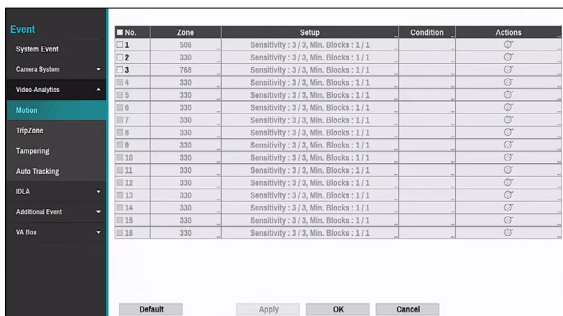 Event
System Event
Camera System
Video-Analytics
Motion
TripZone
Tampering
Auto Tracking
IDLA
Additional Event
VA Box
No. Zone Setup Condition Actions
1 506 Sensitivity : 3 / 3, Min. Blocks : 1 / 1
2 330 Sensitivity : 3 / 3, Min. Blocks : 1 / 1
3 768 Sensitivity : 3 / 3, Min. Blocks : 1 / 1
4 330 Sensitivity : 3 / 3, Min. Blocks : 1 / 1
5 330 Sensitivity : 3 / 3, Min. Blocks : 1 / 1
6 330 Sensitivity : 3 / 3, Min. Blocks : 1 / 1
7 330 Sensitivity : 3 / 3, Min. Blocks : 1 / 1
8 330 Sensitivity : 3 / 3, Min. Blocks : 1 / 1
9 330 Sensitivity : 3 / 3, Min. Blocks : 1 / 1
10 330 Sensitivity : 3 / 3, Min. Blocks : 1 / 1
11 330 Sensitivity : 3 / 3, Min. Blocks : 1 / 1
12 330 Sensitivity : 3 / 3, Min. Blocks : 1 / 1
13 330 Sensitivity : 3 / 3, Min. Blocks : 1 / 1
14 330 Sensitivity : 3 / 3, Min. Blocks : 1 / 1
15 330 Sensitivity : 3 / 3, Min. Blocks : 1 / 1
16 330 Sensitivity : 3 / 3, Min. Blocks : 1 / 1
Default Apply OK Cancel